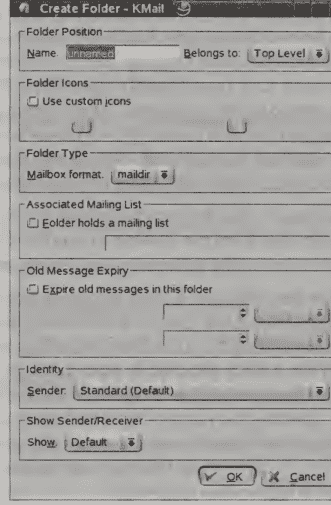 Create Folder - KMail
Folder Position
Name. unnamed Belongs to: Top Level
Folder Icons
Use custom icons
Folder Type
Mailbox format. maildir
Associated Mailing List
Folder holds a mailing list
Old Message Expiry
Expire old messages in this folder
Identity
Sender: Standard (Default)
Show Sender/Receiver
Show. Default
OK Cancel